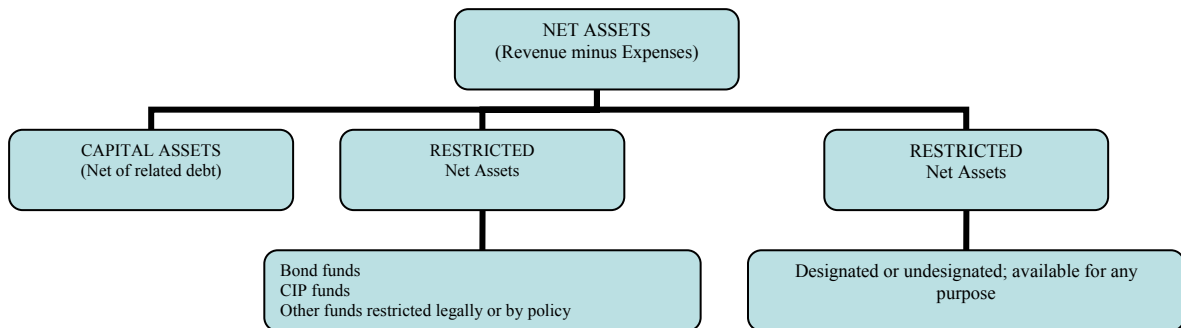 NET ASSETS
(Revenue minus Expenses)
CAPITAL ASSETS
(Net of related debt)
RESTRICTED
Net Assets
RESTRICTED
Net Assets
Bond funds
CIP funds
Other funds restricted legally or by policy
Designated or undesignated; available for any
purpose